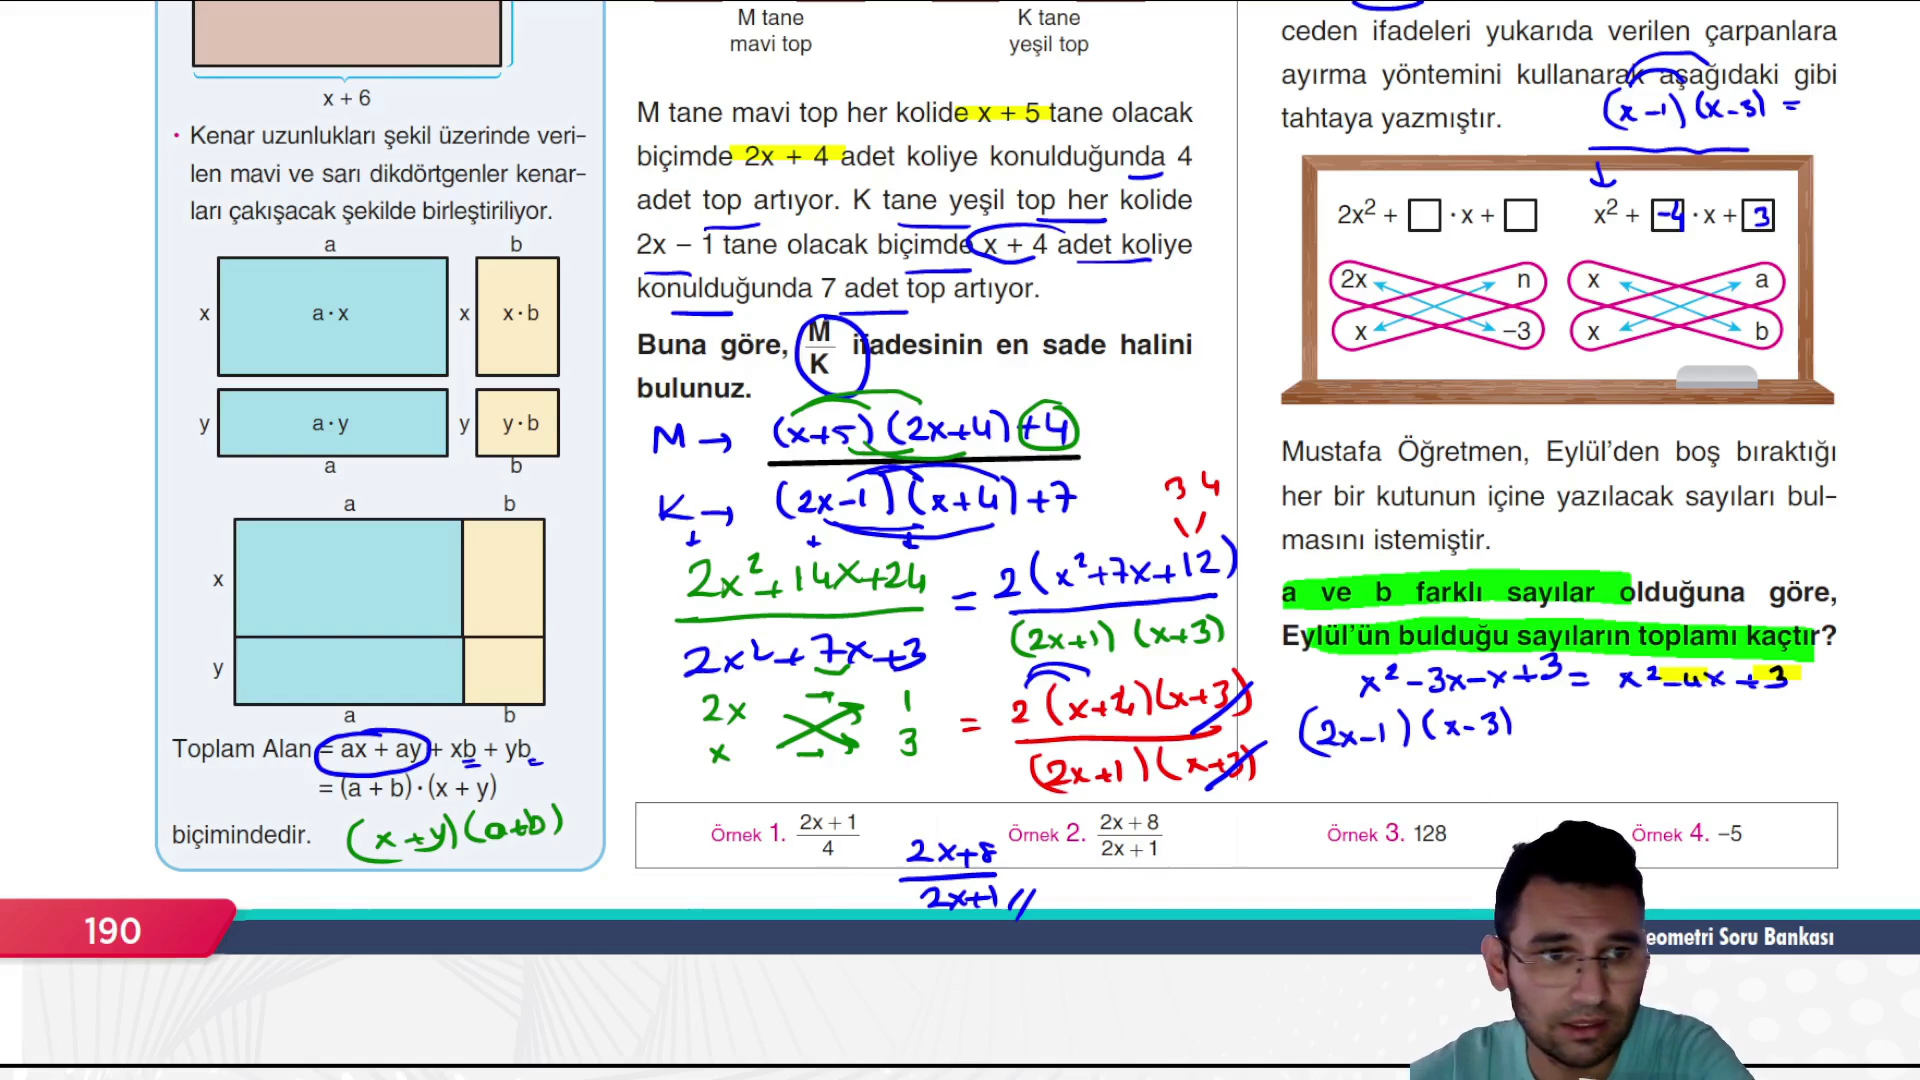 x + 6
• Kenar uzunlukları şekil üzerinde veri-
len mavi ve sarı dikdörtgenler kenar-
ları çakışacak şekilde birleştiriliyor.
a b
x a·x x x·b
y a·y y y·b
a b
a b
x
y
a b
Toplam Alan = ax + ay + xb + yb
= (a + b)·(x + y)
biçimindedir.
(x+y)(a+b)
M tane
mavi top
K tane
yeşil top
M tane mavi top her kolide x + 5 tane olacak
biçimde 2x + 4 adet koliye konulduğunda 4
adet top artıyor. K tane yeşil top her kolide
2x – 1 tane olacak biçimde x + 4 adet koliye
konulduğunda 7 adet top artıyor.
Buna göre, M/K ifadesinin en sade halini
bulunuz.
M → (x+5)(2x+4)+4
K → (2x-1)(x+4)+7
3 4
2x²+14x+24 = 2(x²+7x+12)
2x²+7x+3 (2x+1)(x+3)
2x 1
x 3
= 2(x+4)(x+3)
(2x+1)(x+3)
2x+8
2x+1 //
ceden ifadeleri yukarıda verilen çarpanlara
ayırma yöntemini kullanarak aşağıdaki gibi
tahtaya yazmıştır.
(x-1)(x-3) =
2x² + □ ·x + □
x² + -4 ·x + 3
2x n x a
x –3 x b
Mustafa Öğretmen, Eylül’den boş bıraktığı
her bir kutunun içine yazılacak sayıları bul-
masını istemiştir.
a ve b farklı sayılar olduğuna göre,
Eylül’ün bulduğu sayıların toplamı kaçtır?
x²-3x-x+3 = x²-4x+3
(2x-1)(x-3)
Örnek 1. 2x + 1 / 4
Örnek 2. 2x + 8 / 2x + 1
Örnek 3. 128
Örnek 4. –5
190
eometri Soru Bankası